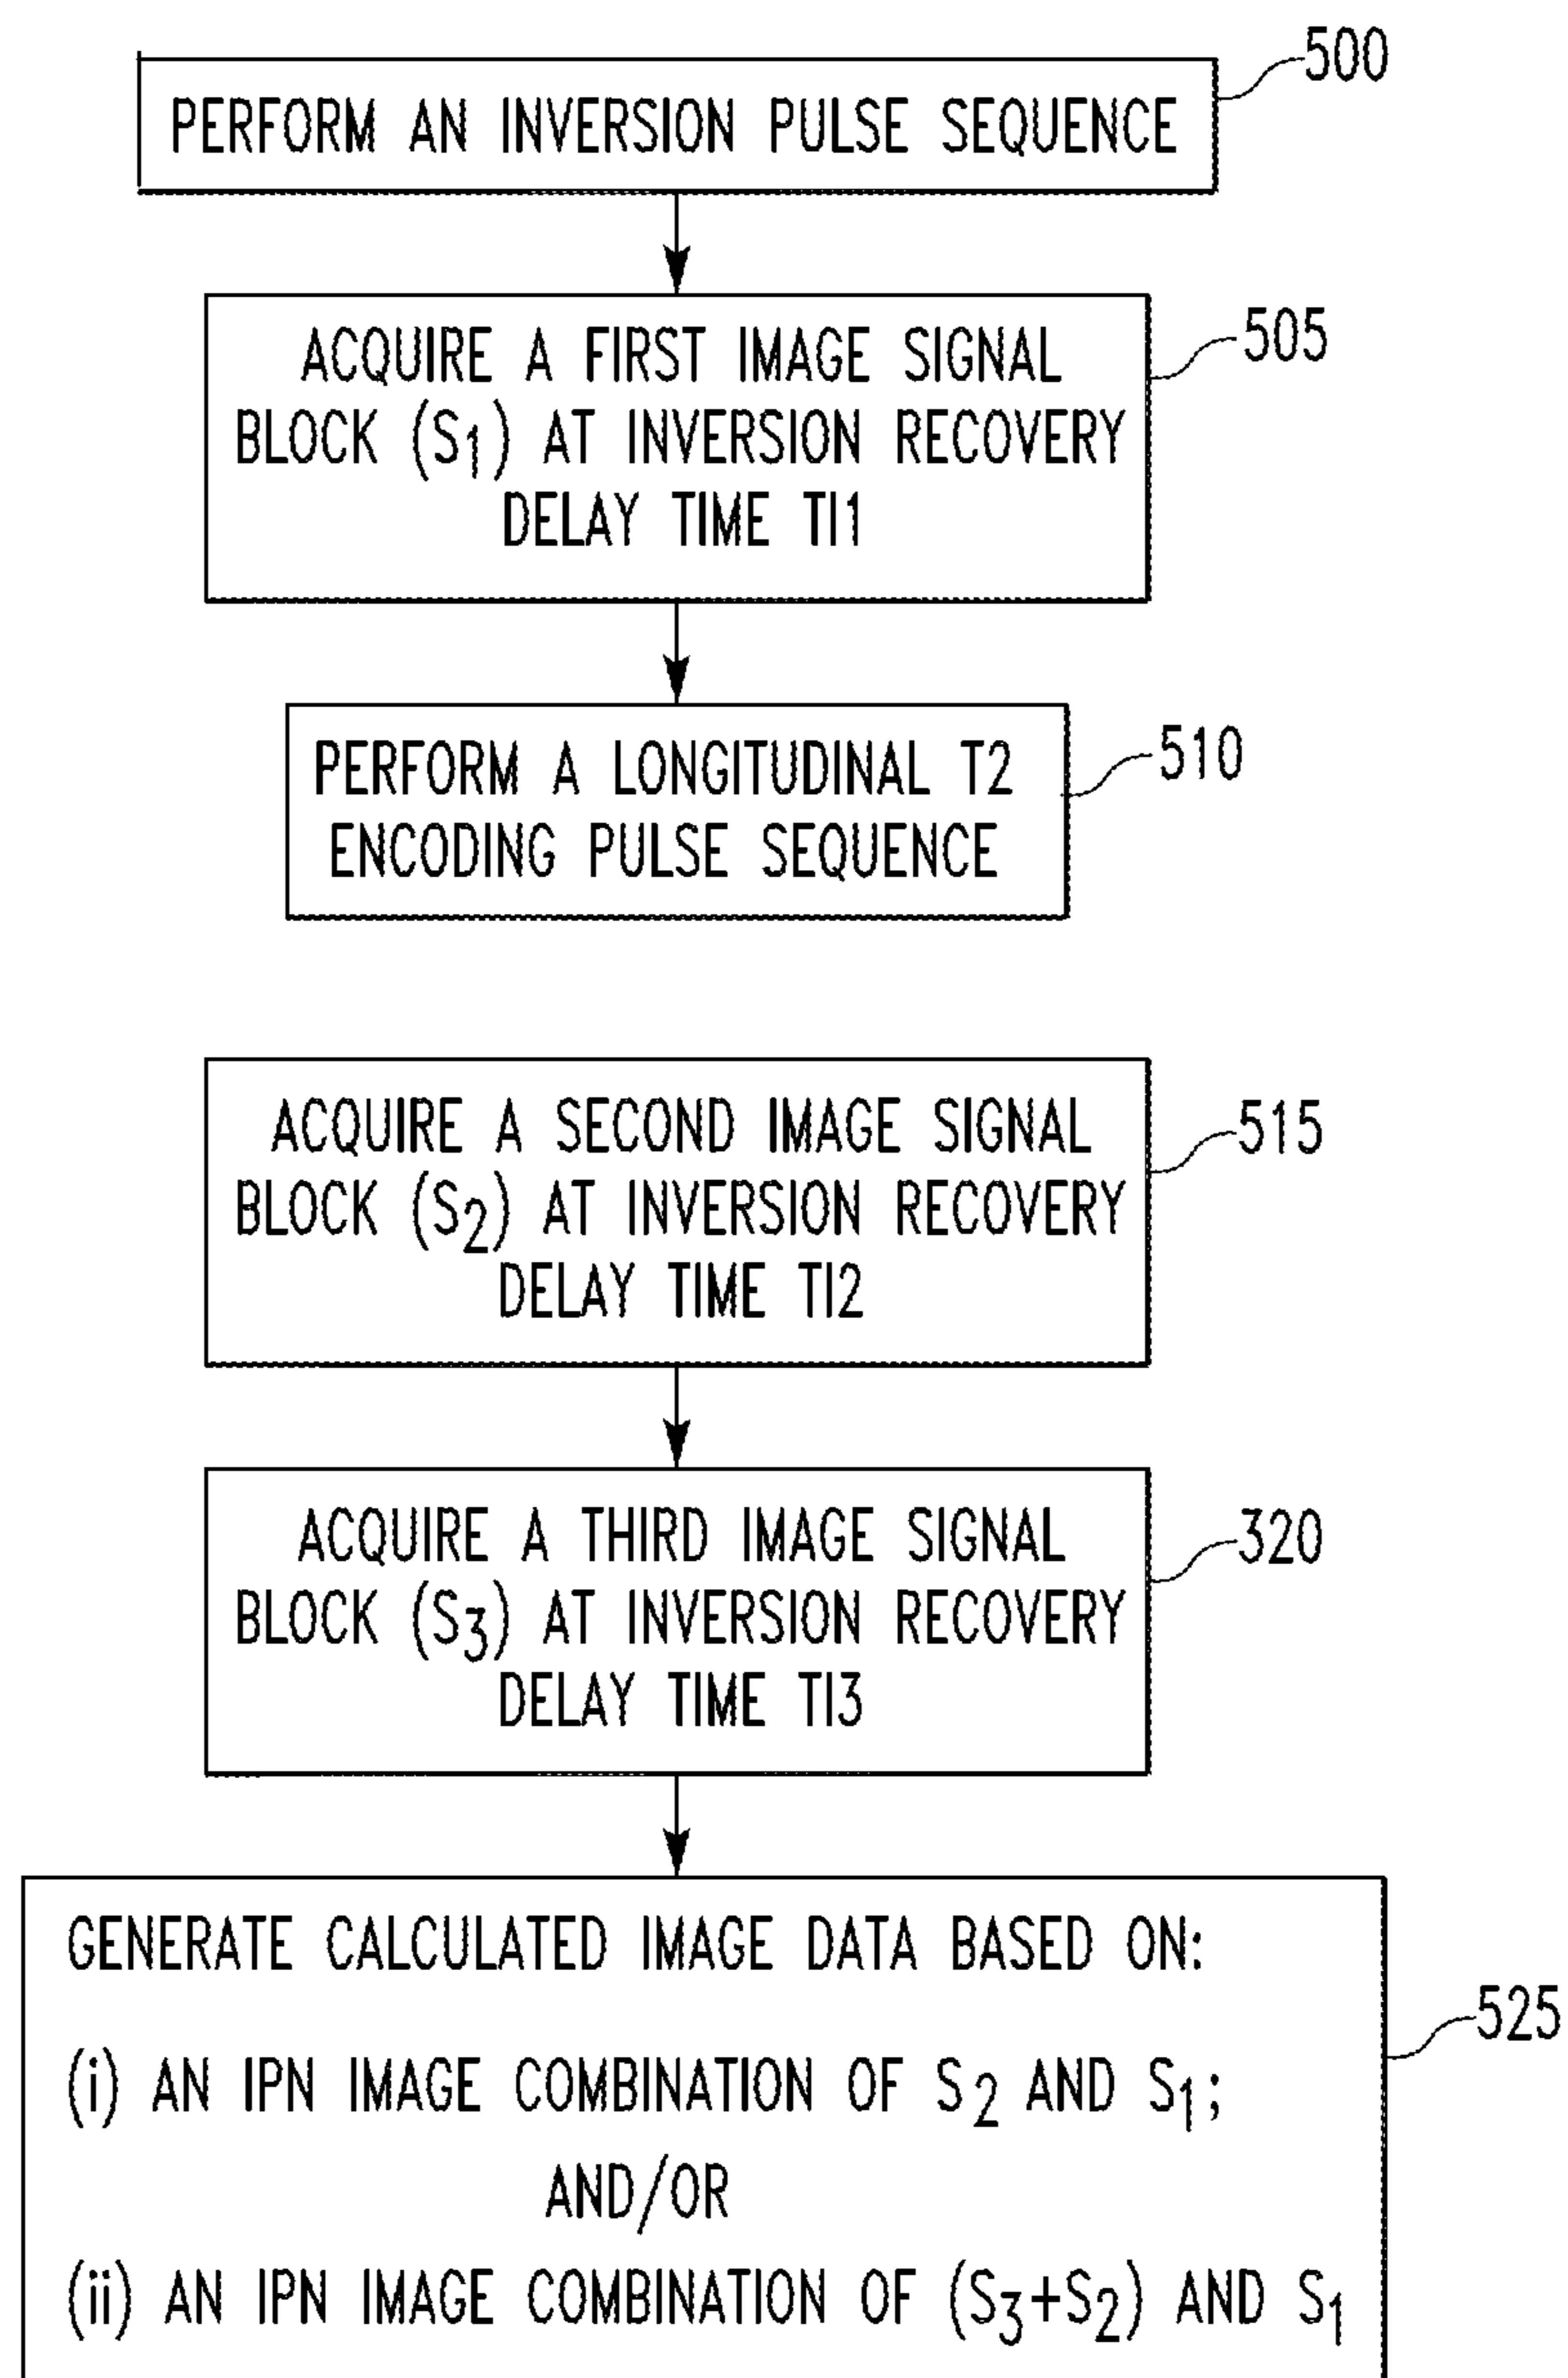 500
PERFORM AN INVERSION PULSE SEQUENCE
505
ACQUIRE A FIRST IMAGE SIGNAL
BLOCK (S1) AT INVERSION RECOVERY
DELAY TIME TI1
510
PERFORM A LONGITUDINAL T2
ENCODING PULSE SEQUENCE
515
ACQUIRE A SECOND IMAGE SIGNAL
BLOCK (S2) AT INVERSION RECOVERY
DELAY TIME TI2
320
ACQUIRE A THIRD IMAGE SIGNAL
BLOCK (S3) AT INVERSION RECOVERY
DELAY TIME TI3
525
GENERATE CALCULATED IMAGE DATA BASED ON:
(i) AN IPN IMAGE COMBINATION OF S2 AND S1;
AND/OR
(ii) AN IPN IMAGE COMBINATION OF (S3+S2) AND S1